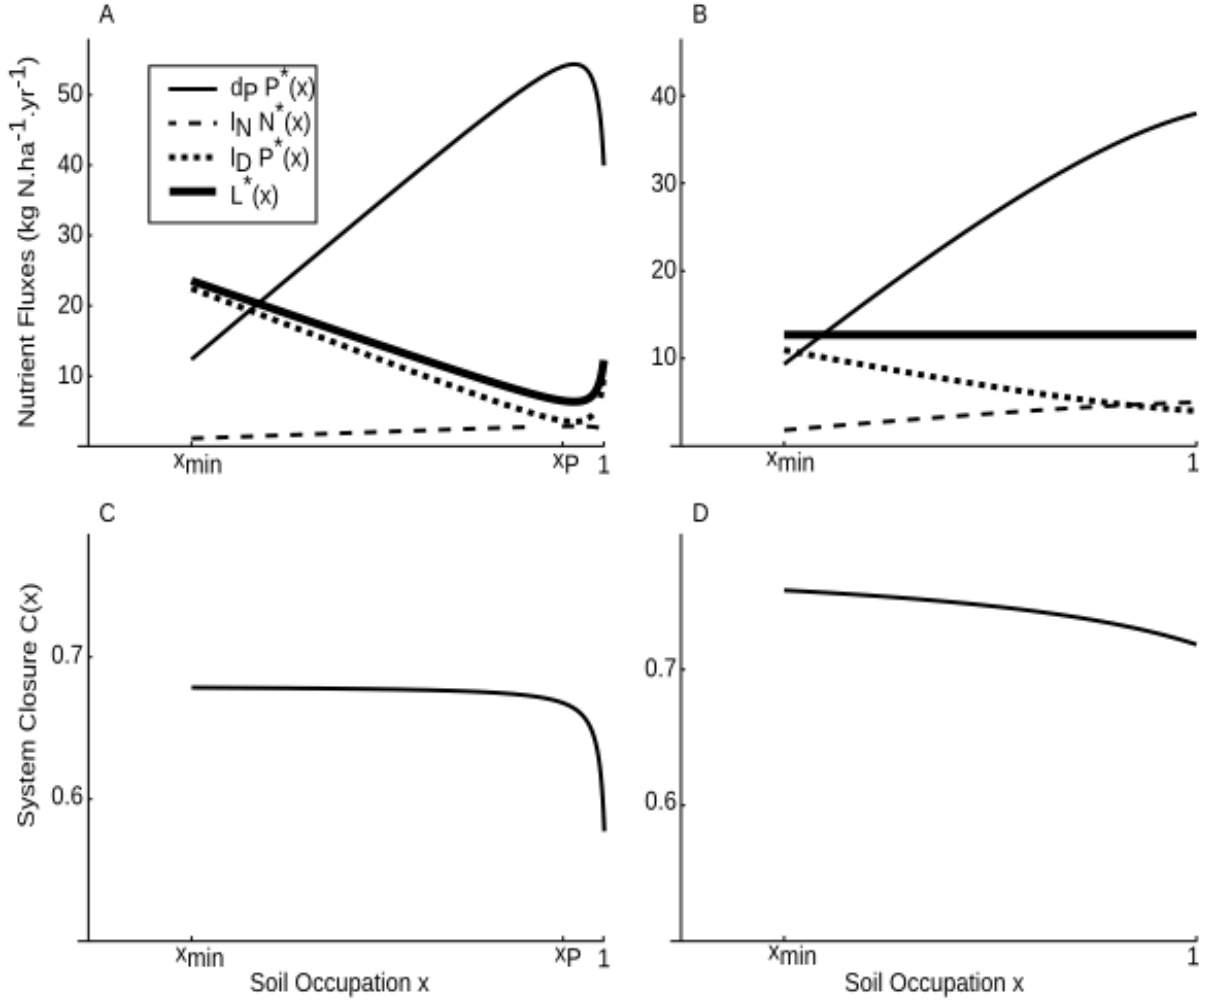 A
Nutrient Fluxes (kg N.ha⁻¹.yr⁻¹)
50
40
30
20
10
dP P*(x)
lN N*(x)
lD P*(x)
L*(x)
xmin
xP
1
B
40
30
20
10
xmin
1
C
System Closure C(x)
0.7
0.6
xmin
xP
1
Soil Occupation x
D
0.7
0.6
xmin
1
Soil Occupation x